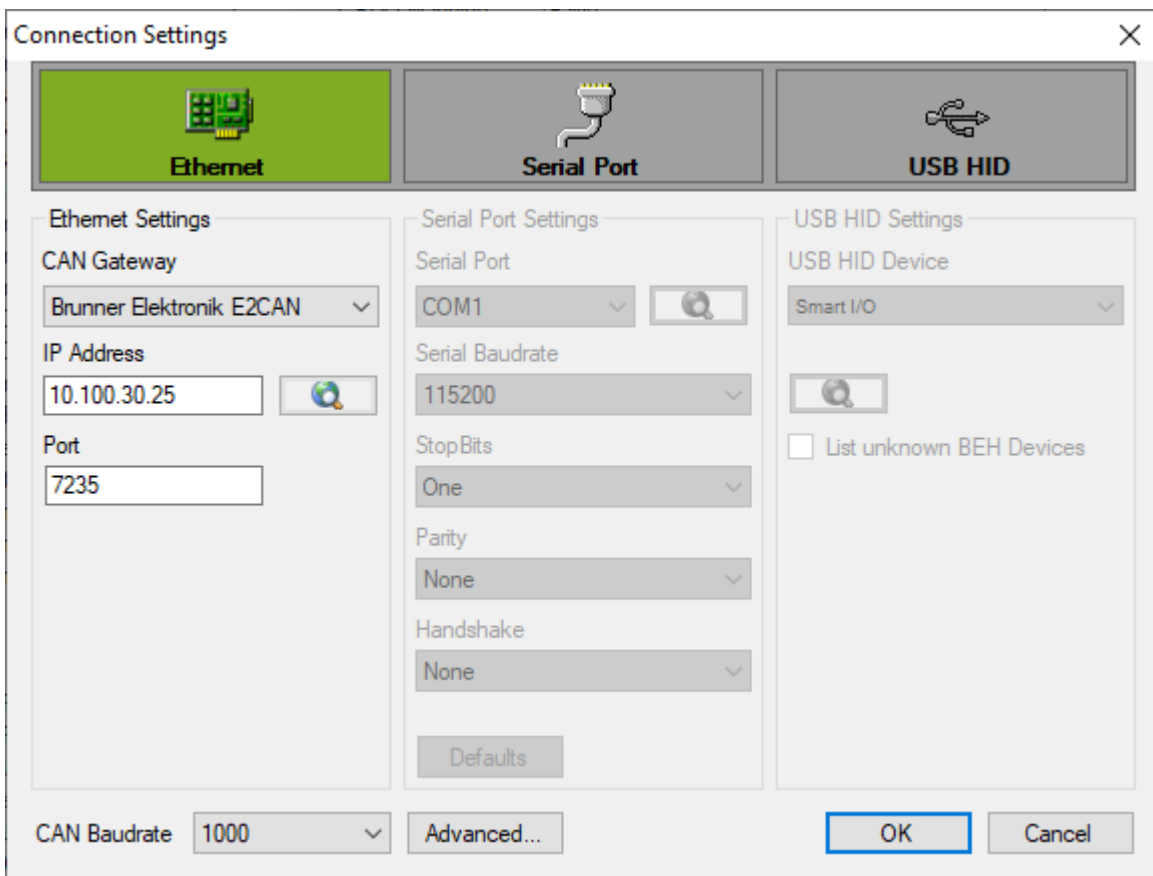 Connection Settings
Ethernet
Serial Port
USB HID
Ethernet Settings
CAN Gateway
Brunner Elektronik E2CAN
IP Address
10.100.30.25
Port
7235
Serial Port Settings
Serial Port
COM1
Serial Baudrate
115200
StopBits
One
Parity
None
Handshake
None
Defaults
USB HID Settings
USB HID Device
Smart I/O
List unknown BEH Devices
CAN Baudrate
1000
Advanced...
OK
Cancel